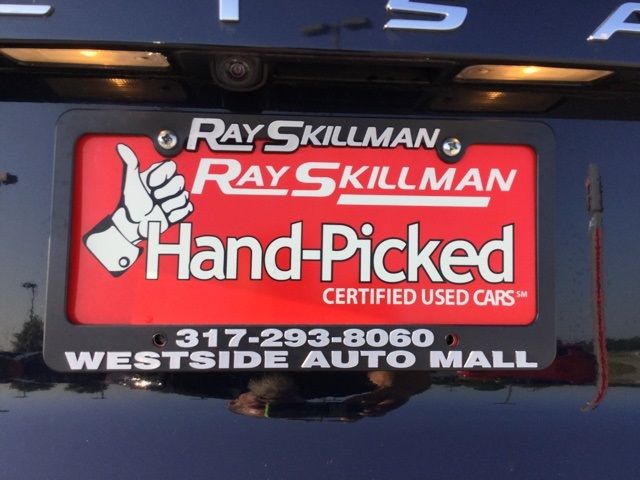 RAY SKILLMAN
RAY SKILLMAN
Hand-Picked
CERTIFIED USED CARS℠
317-293-8060
WESTSIDE AUTO MALL